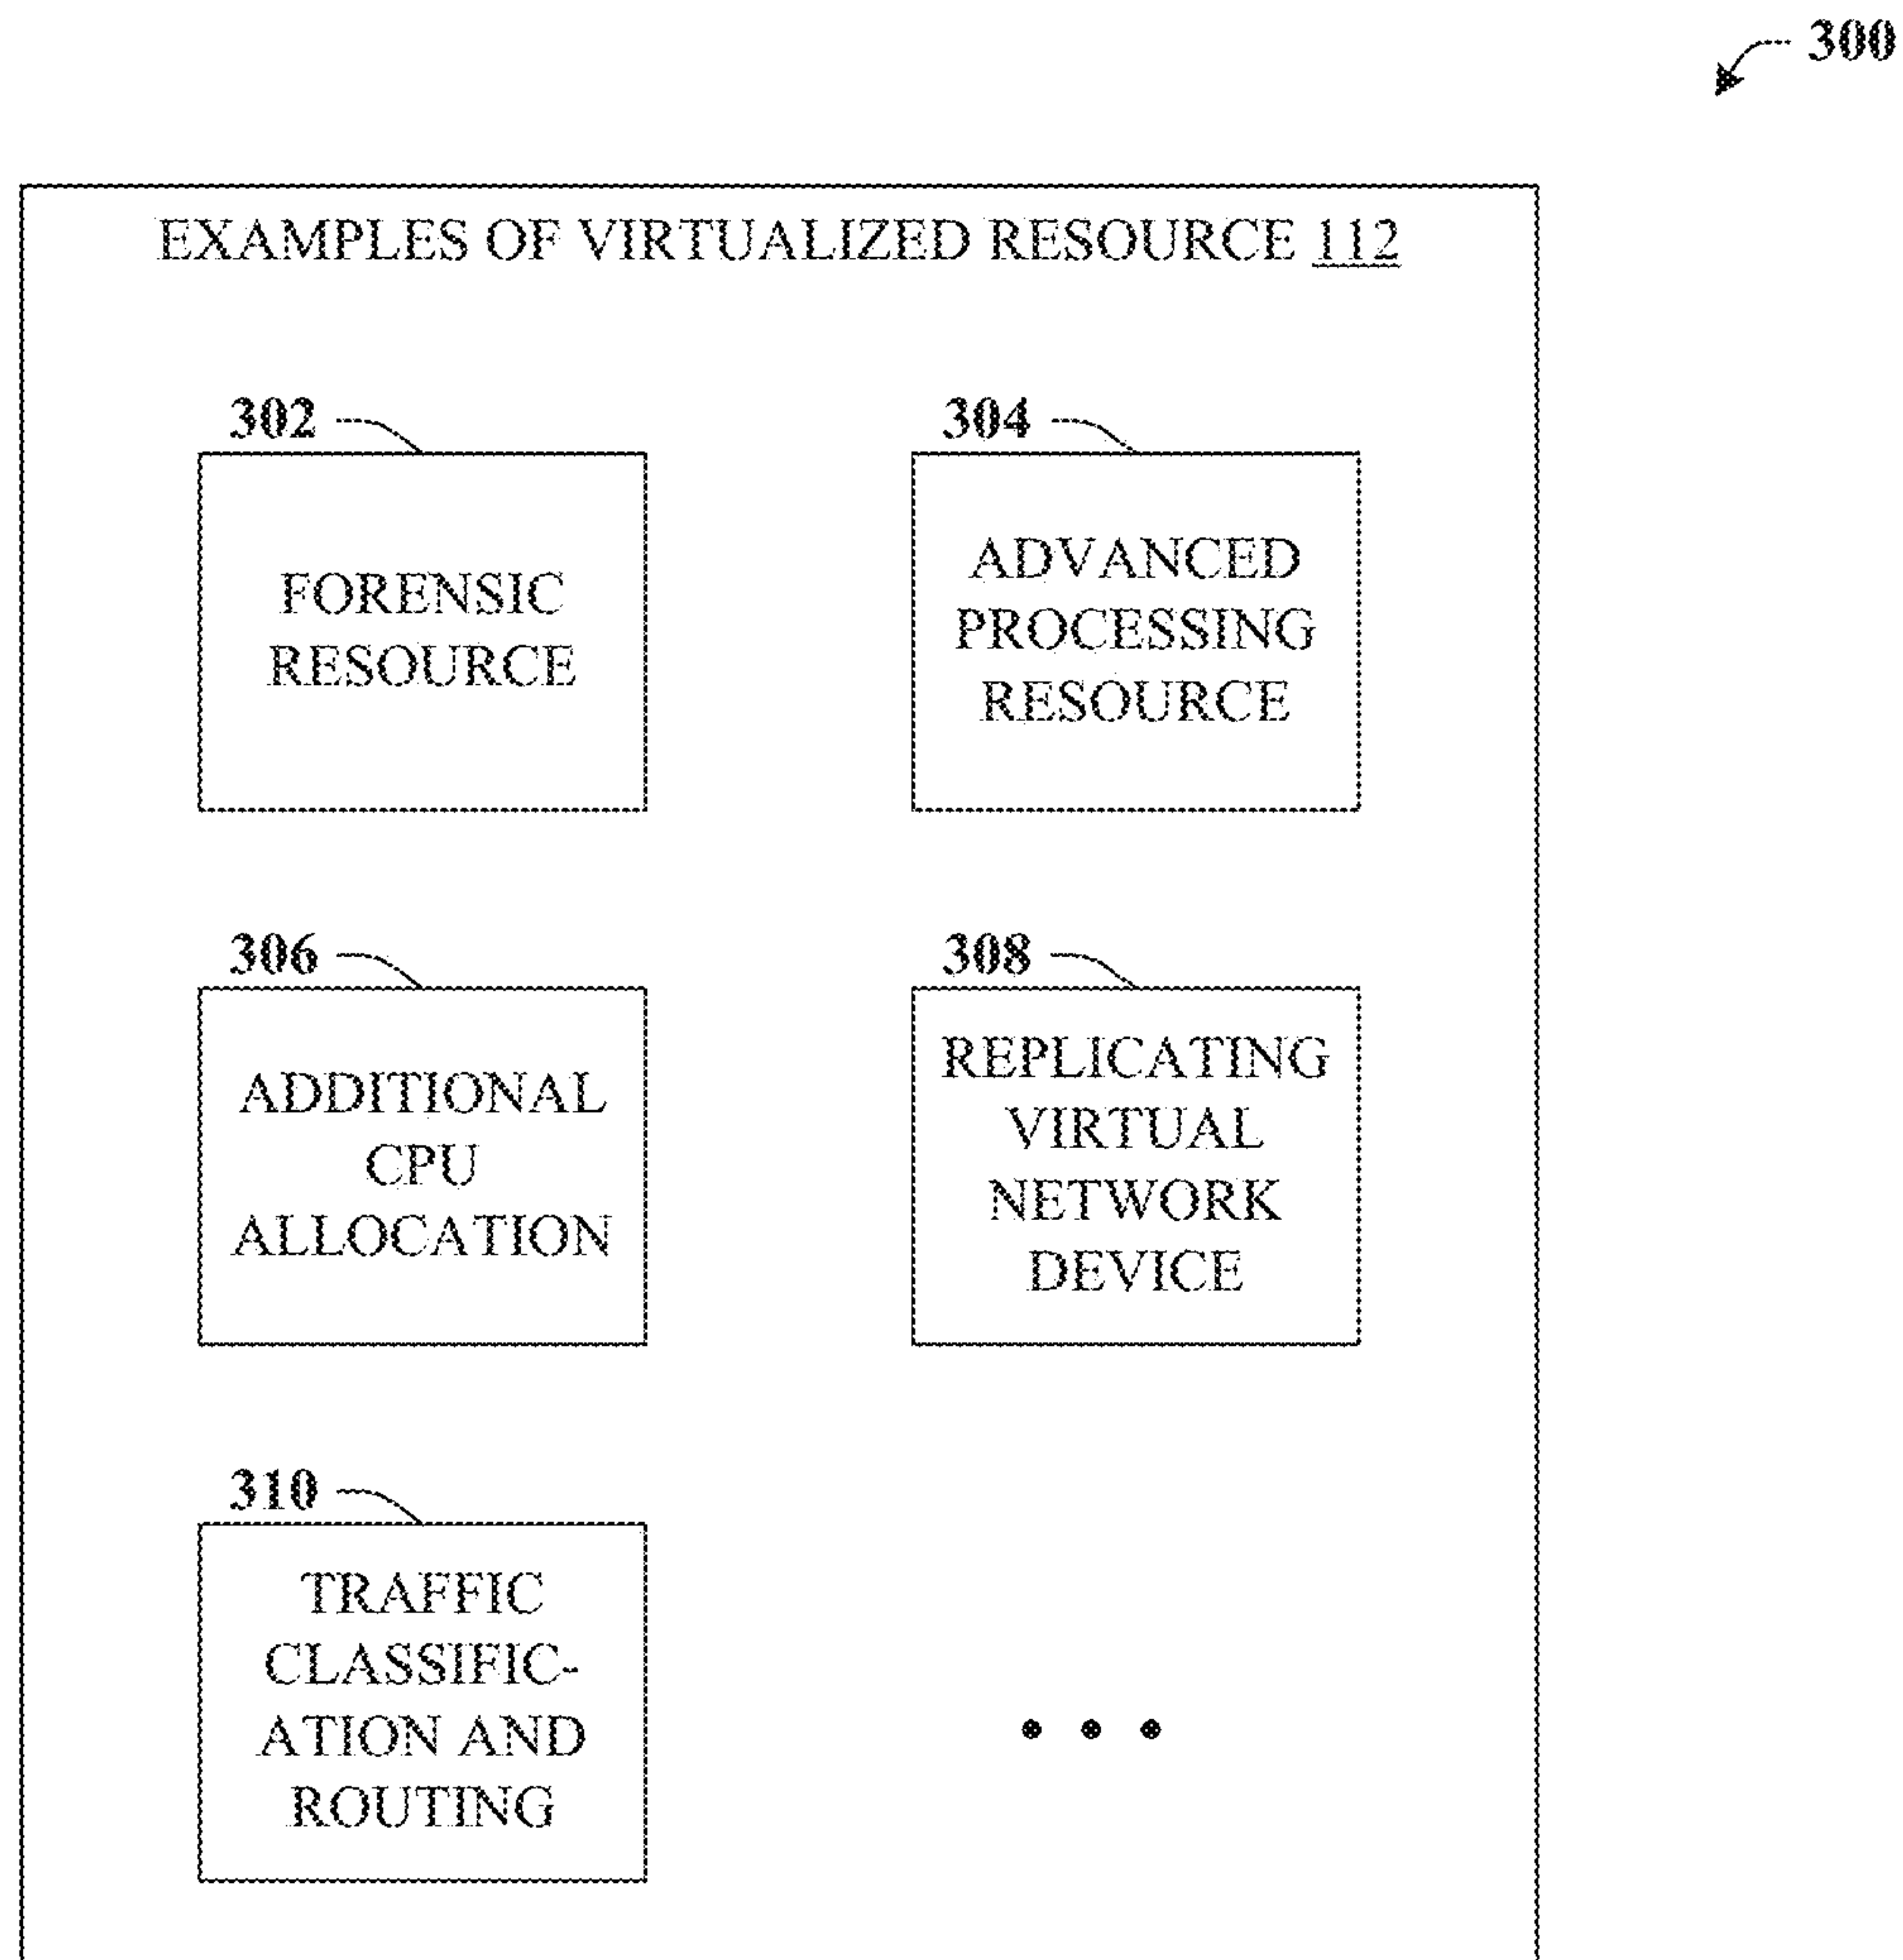 300
EXAMPLES OF VIRTUALIZED RESOURCE 112
302
FORENSIC
RESOURCE
304
ADVANCED
PROCESSING
RESOURCE
306
ADDITIONAL
CPU
ALLOCATION
308
REPLICATING
VIRTUAL
NETWORK
DEVICE
310
TRAFFIC
CLASSIFIC-
ATION AND
ROUTING